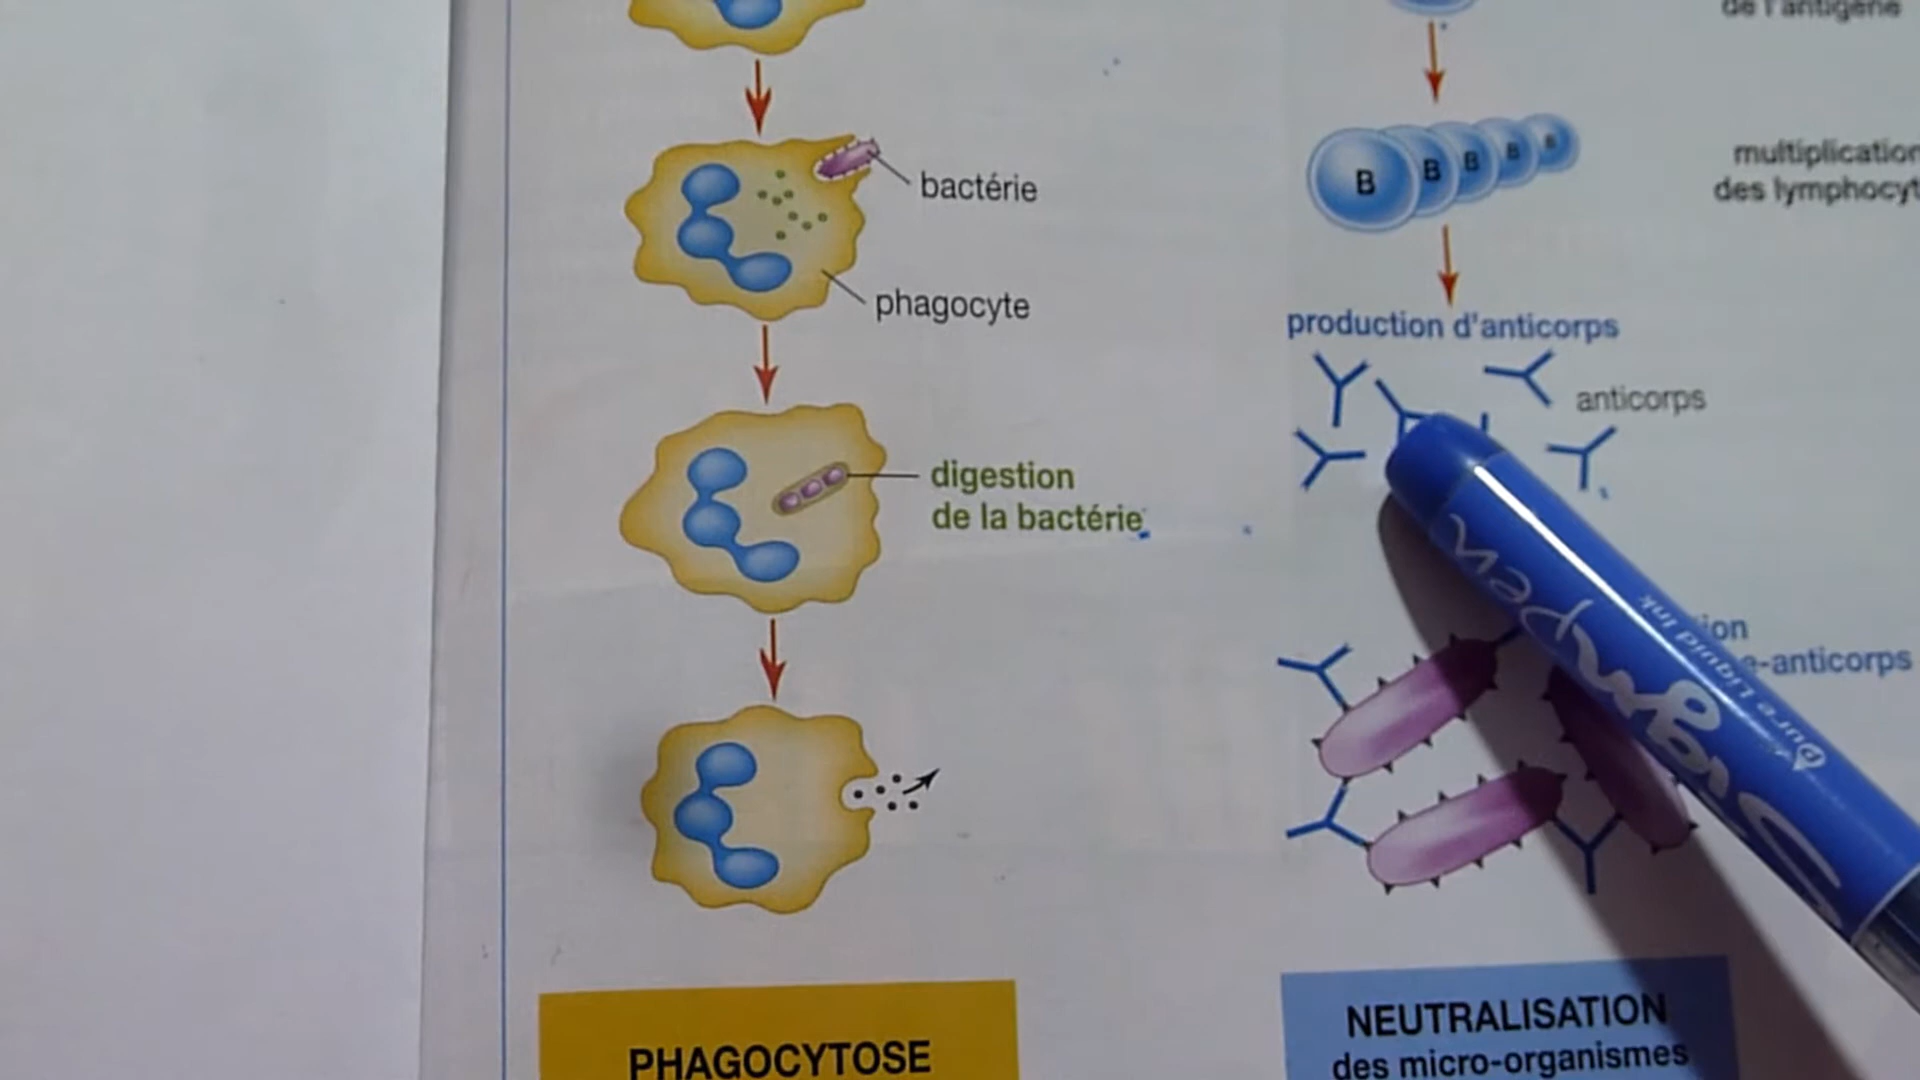 bactérie
phagocyte
digestion
de la bactérie
PHAGOCYTOSE
de l'antigène
B B B B B
multiplication
des lymphocyt
production d'anticorps
anticorps
ion
e-anticorps
NEUTRALISATION
des micro-organismes
Signpen
pure Liquid Ink